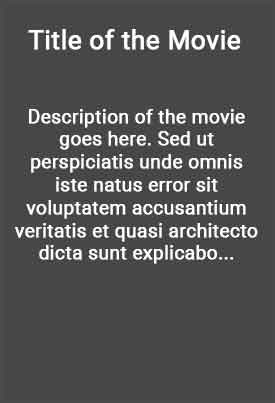 Title of the Movie
Description of the movie
goes here. Sed ut
perspiciatis unde omnis
iste natus error sit
voluptatem accusantium
veritatis et quasi architecto
dicta sunt explicabo...